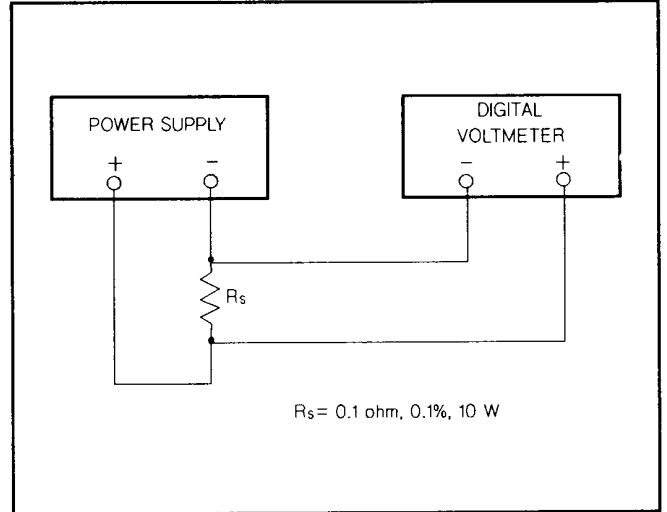 POWER SUPPLY
+ −
DIGITAL
VOLTMETER
− +
Rs
Rs= 0.1 ohm, 0.1%, 10 W